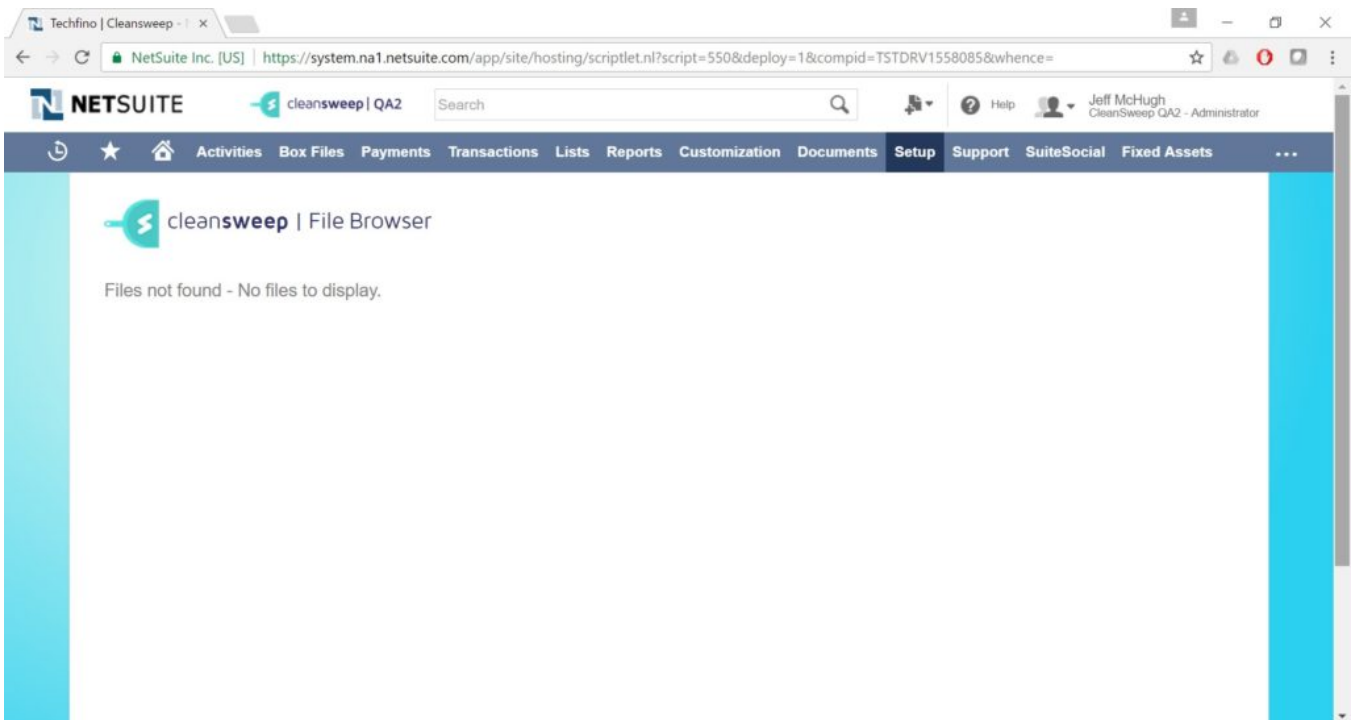 Techfino | Cleansweep -
NetSuite Inc. [US] | https://system.na1.netsuite.com/app/site/hosting/scriptlet.nl?script=550&deploy=1&compid=TSTDRV1558085&whence=
NETSUITE
cleansweep | QA2
Search
Help
Jeff McHugh
CleanSweep QA2 - Administrator
Activities Box Files Payments Transactions Lists Reports Customization Documents Setup Support SuiteSocial Fixed Assets
cleansweep | File Browser
Files not found - No files to display.